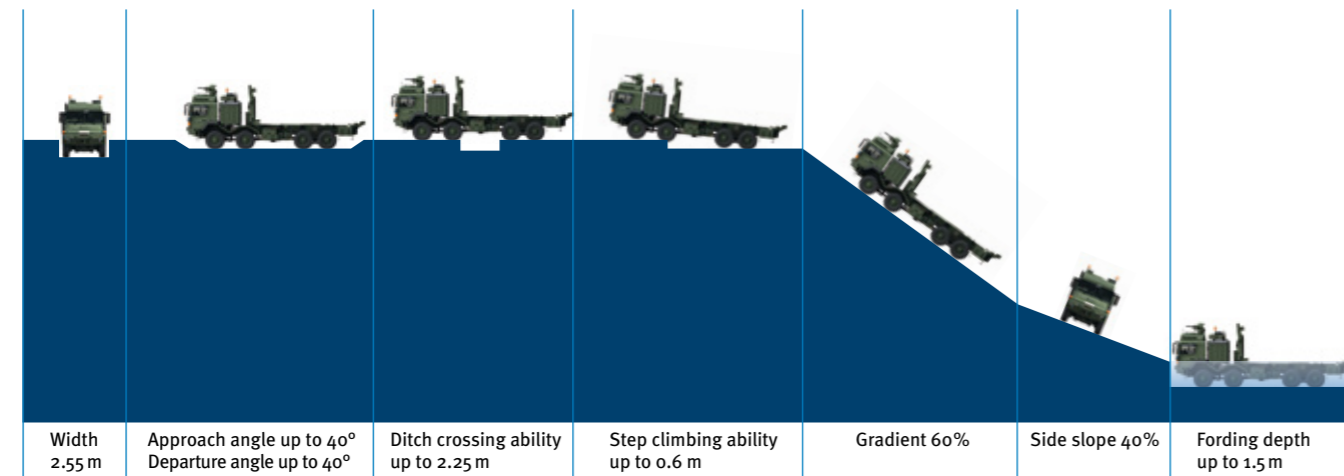 Width
2.55 m
Approach angle up to 40°
Departure angle up to 40°
Ditch crossing ability
up to 2.25 m
Step climbing ability
up to 0.6 m
Gradient 60%
Side slope 40%
Fording depth
up to 1.5 m